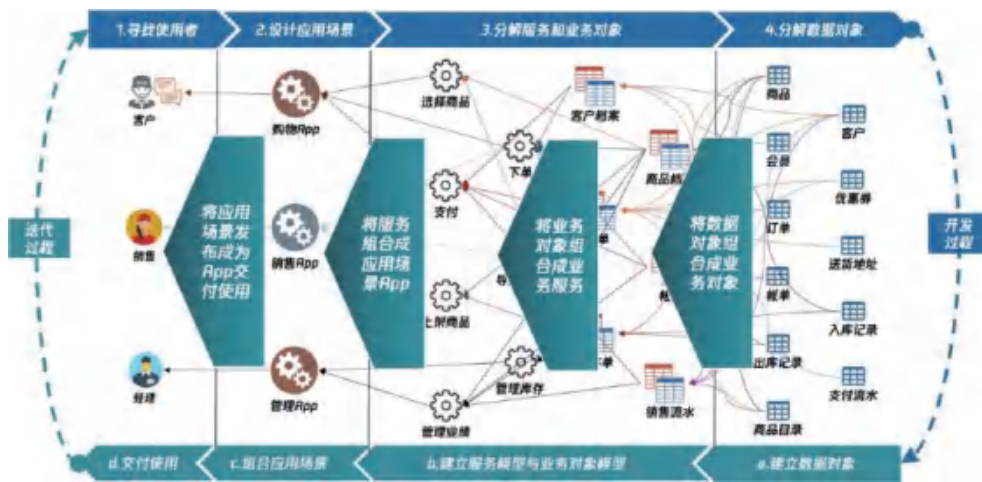 1.寻找使用者
2.设计应用场景
3.分解服务和业务对象
4.分解数据对象
客户
购物App
选择商品
客户档案
商品
客户
下单
商品档
会员
优惠券
迭代
过程
将应用
场景发
布成为
App交
付使用
销售
销售App
将服务
组合成
应用场
景App
支付
将业务
对象组
合成业
务服务
单
将数据
对象组
合成业
务对象
订单
送货地址
开发
过程
导
帐单
上架商品
入库记录
单
出库记录
经理
管理App
管理库存
支付流水
管理业绩
销售流水
商品目录
d.交付使用
c.组合应用场景
b.建立服务模型与业务对象模型
a.建立数据对象